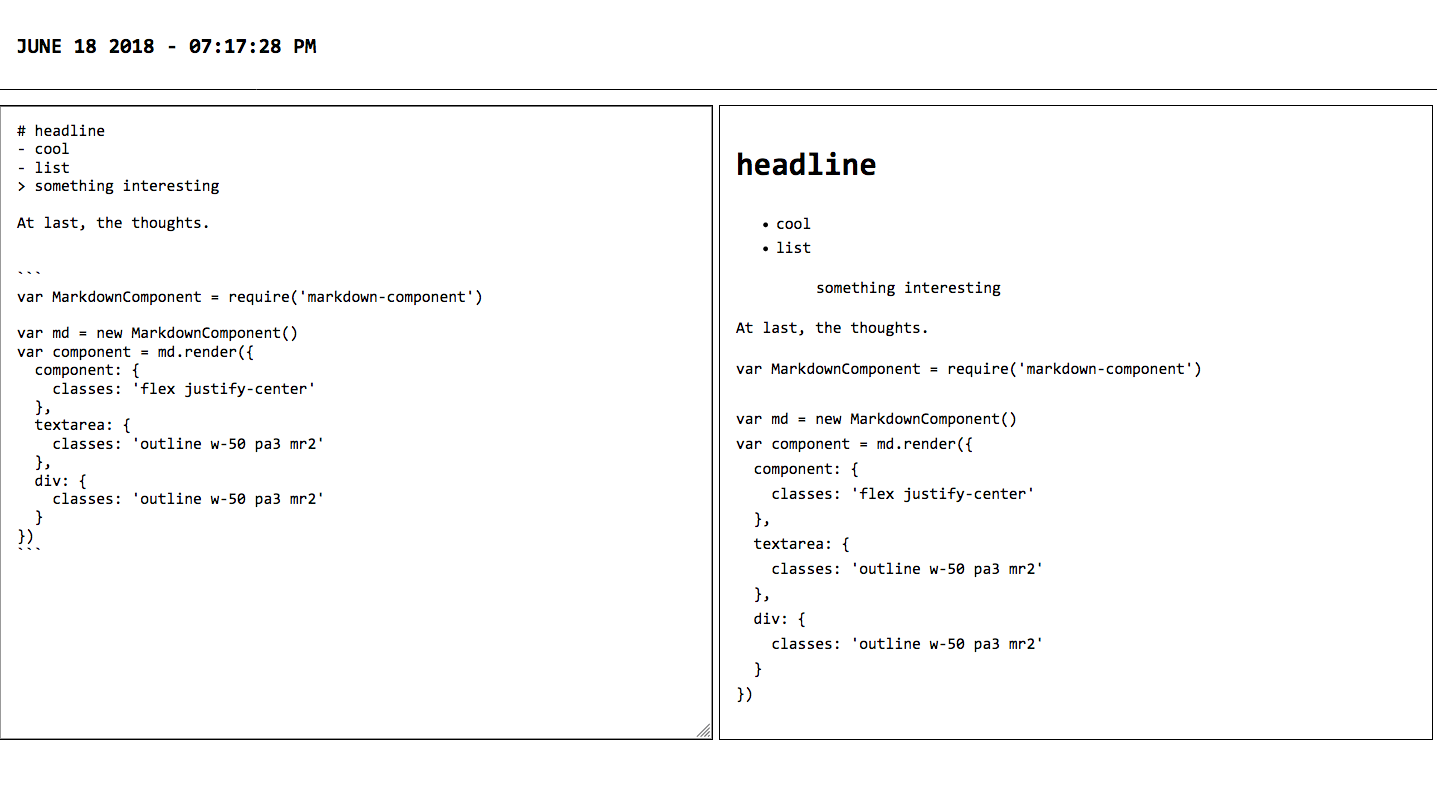 JUNE 18 2018 - 07:17:28 PM
# headline
- cool
- list
> something interesting
At last, the thoughts.
```
var MarkdownComponent = require('markdown-component')
var md = new MarkdownComponent()
var component = md.render({
  component: {
    classes: 'flex justify-center'
  },
  textarea: {
    classes: 'outline w-50 pa3 mr2'
  },
  div: {
    classes: 'outline w-50 pa3 mr2'
  }
})
```
headline
• cool
• list
something interesting
At last, the thoughts.
var MarkdownComponent = require('markdown-component')
var md = new MarkdownComponent()
var component = md.render({
  component: {
    classes: 'flex justify-center'
  },
  textarea: {
    classes: 'outline w-50 pa3 mr2'
  },
  div: {
    classes: 'outline w-50 pa3 mr2'
  }
})